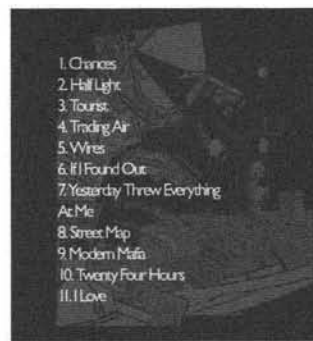 1. Chances
2. Half Light
3. Tourist
4. Trading Air
5. Wires
6. If I Found Out
7. Yesterday Threw Everything
At Me
8. Street Map
9. Modern Mafia
10. Twenty Four Hours
11. I Love